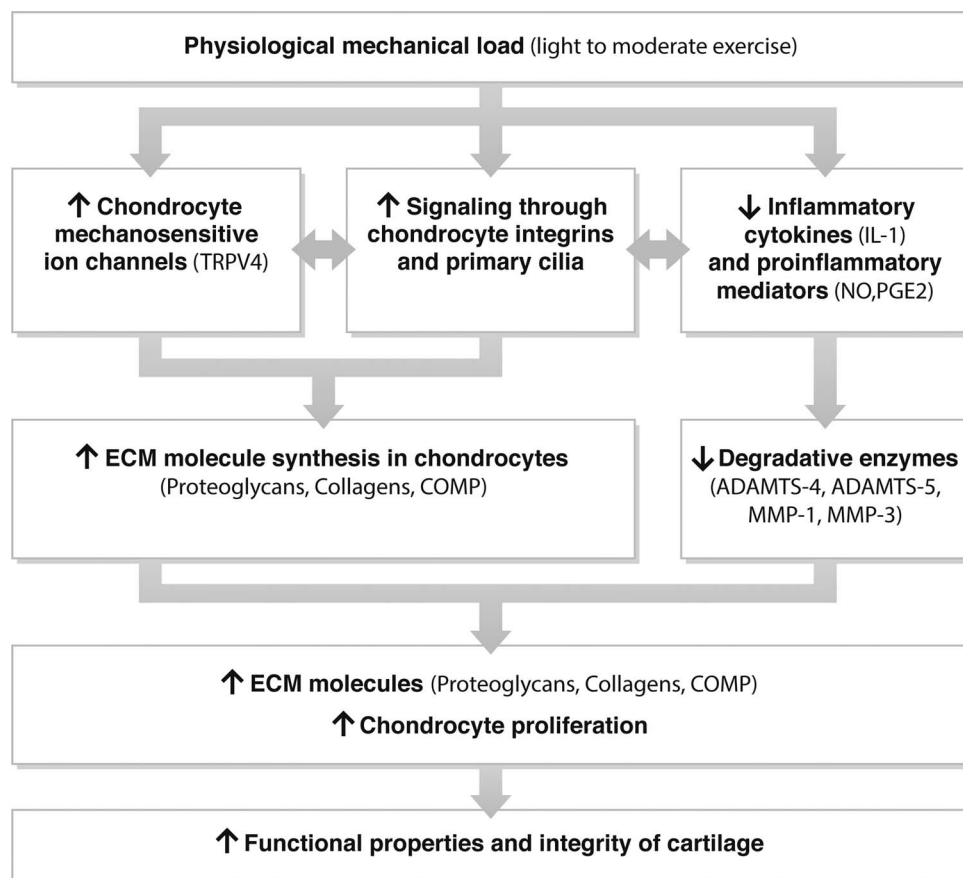 Physiological mechanical load (light to moderate exercise)
↑ Chondrocyte
mechanosensitive
ion channels (TRPV4)
↑ Signaling through
chondrocyte integrins
and primary cilia
↓ Inflammatory
cytokines (IL-1)
and proinflammatory
mediators (NO,PGE2)
↑ ECM molecule synthesis in chondrocytes
(Proteoglycans, Collagens, COMP)
↓ Degradative enzymes
(ADAMTS-4, ADAMTS-5,
MMP-1, MMP-3)
↑ ECM molecules (Proteoglycans, Collagens, COMP)
↑ Chondrocyte proliferation
↑ Functional properties and integrity of cartilage